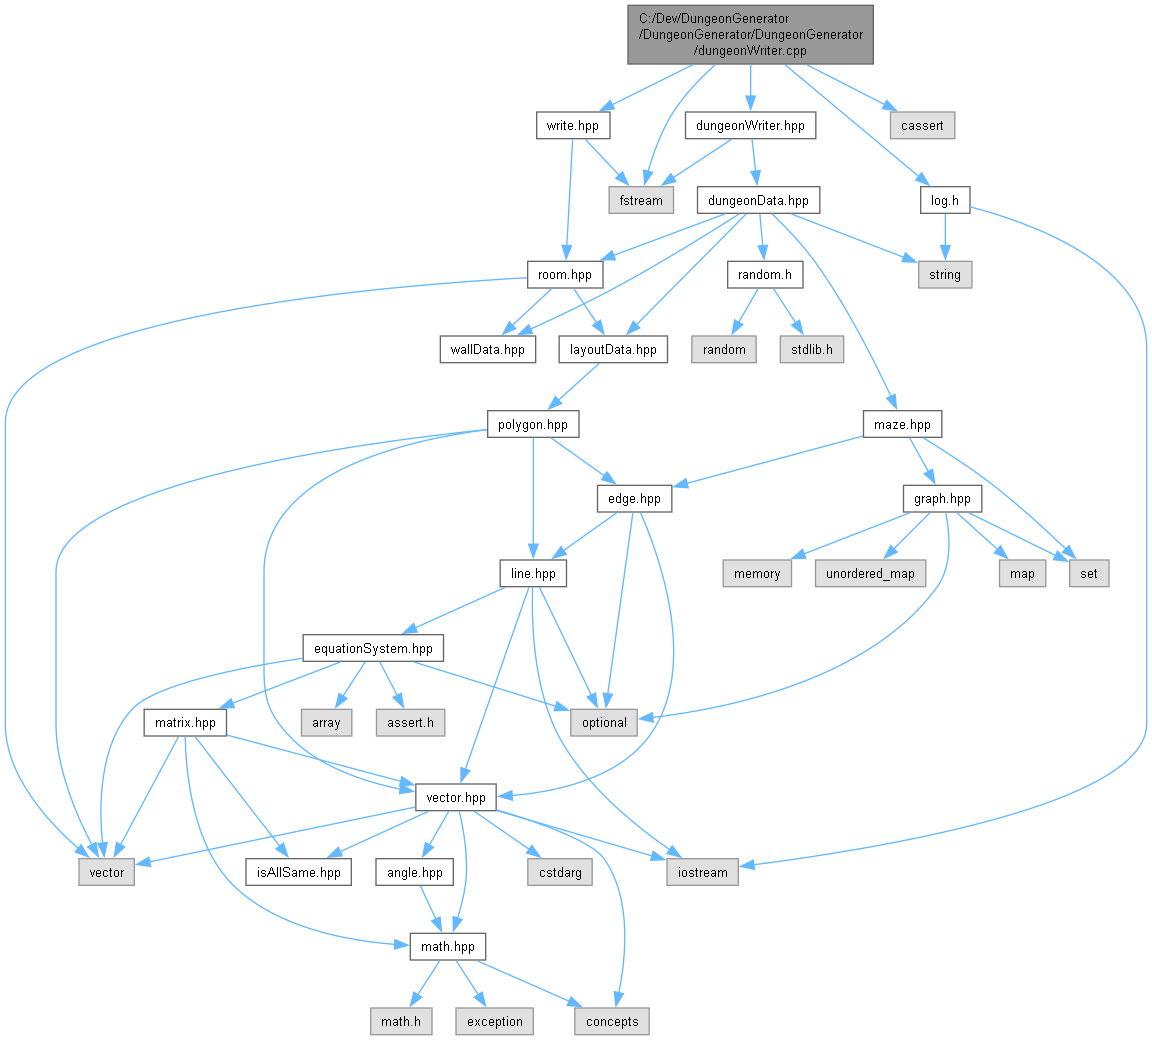 C:/Dev/DungeonGenerator
/DungeonGenerator/DungeonGenerator
/dungeonWriter.cpp
write.hpp
dungeonWriter.hpp
cassert
fstream
dungeonData.hpp
log.h
room.hpp
random.h
string
wallData.hpp
layoutData.hpp
random
stdlib.h
polygon.hpp
maze.hpp
edge.hpp
graph.hpp
line.hpp
memory
unordered_map
map
set
equationSystem.hpp
matrix.hpp
array
assert.h
optional
vector.hpp
vector
isAllSame.hpp
angle.hpp
cstdarg
iostream
math.hpp
math.h
exception
concepts